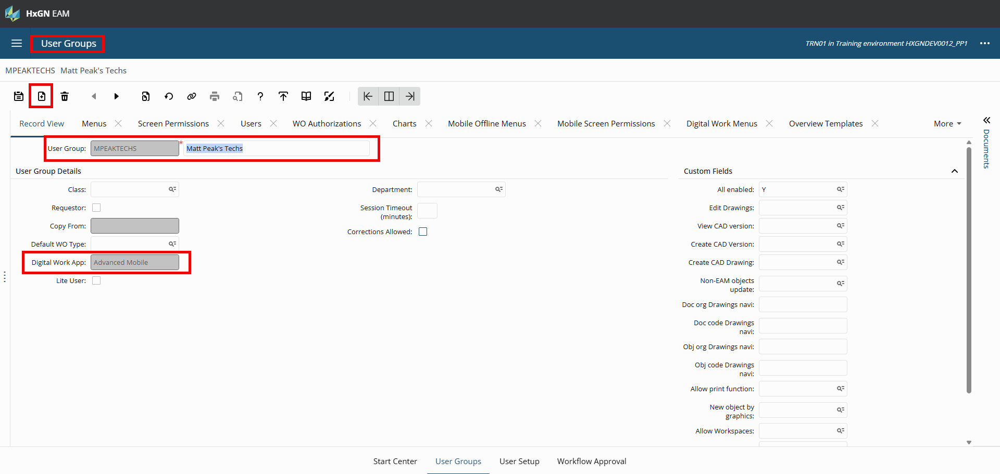 HxGN EAM
User Groups
TRN01 in Training environment HXGNDEV0012_PP1
MPEAKTECHS Matt Peak's Techs
Record View Menus Screen Permissions Users WO Authorizations Charts Mobile Offline Menus Mobile Screen Permissions Digital Work Menus Overview Templates More
Documents
User Group: MPEAKTECHS * Matt Peak's Techs
User Group Details
Class:
Requestor:
Copy From:
Default WO Type:
Digital Work App: Advanced Mobile
Lite User:
Department:
Session Timeout
(minutes):
Corrections Allowed:
Custom Fields
All enabled: Y
Edit Drawings:
View CAD version:
Create CAD Version:
Create CAD Drawing:
Non-EAM objects
update:
Doc org Drawings navi:
Doc code Drawings
navi:
Obj org Drawings navi:
Obj code Drawings
navi:
Allow print function:
New object by
graphics:
Allow Workspaces:
Start Center User Groups User Setup Workflow Approval